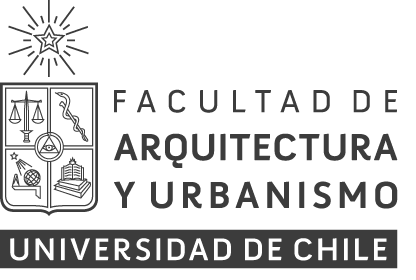 FACULTAD DE
ARQUITECTURA
Y URBANISMO
UNIVERSIDAD DE CHILE